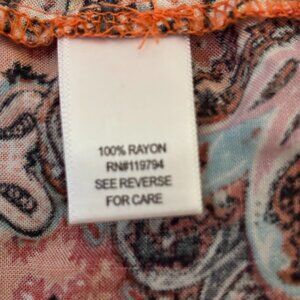 100% RAYON
RN#119794
SEE REVERSE
FOR CARE